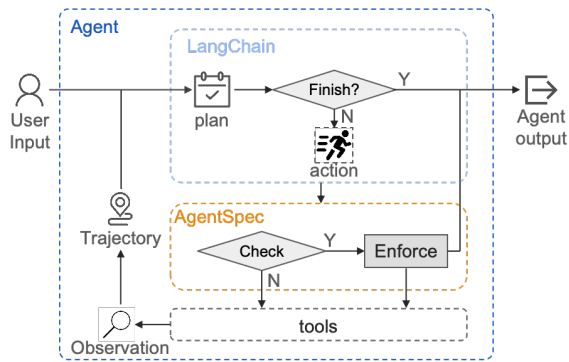 Agent
LangChain
Finish?
Y
N
plan
action
User
Input
Agent
output
AgentSpec
Trajectory
Check
Y
Enforce
N
tools
Observation